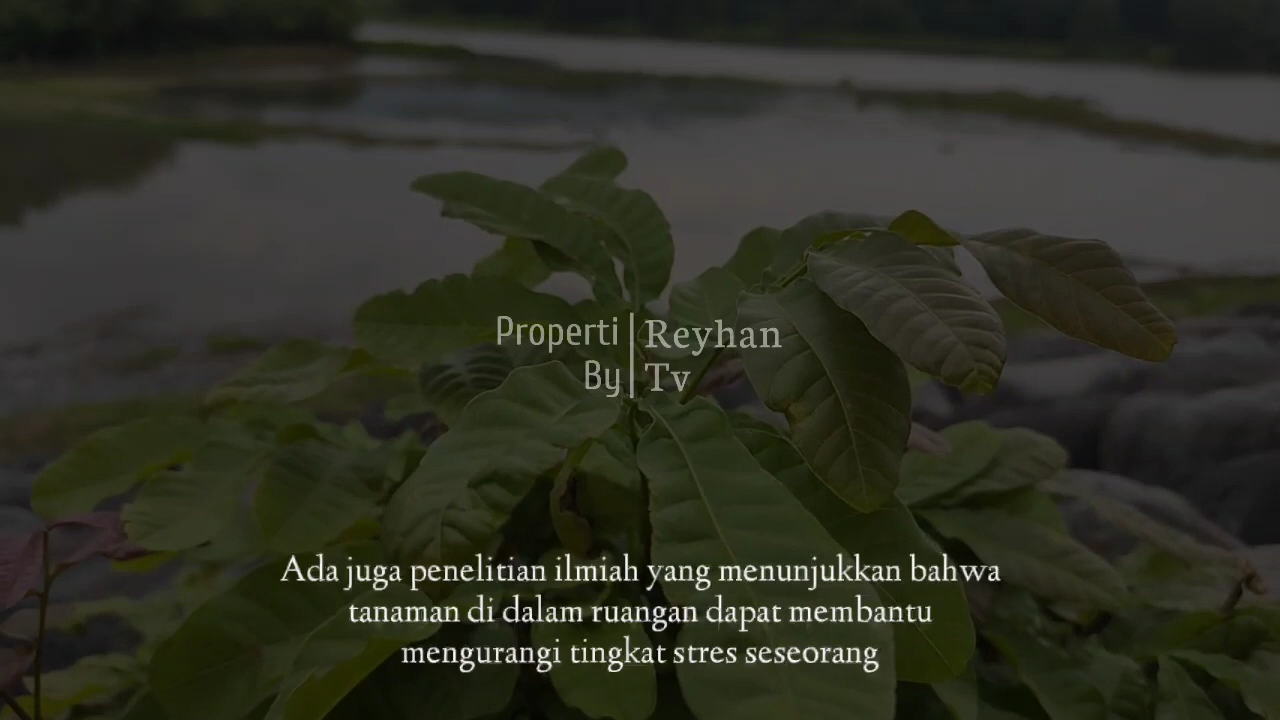 Properti | Reyhan
By | Tv
Ada juga penelitian ilmiah yang menunjukkan bahwa
tanaman di dalam ruangan dapat membantu
mengurangi tingkat stres seseorang